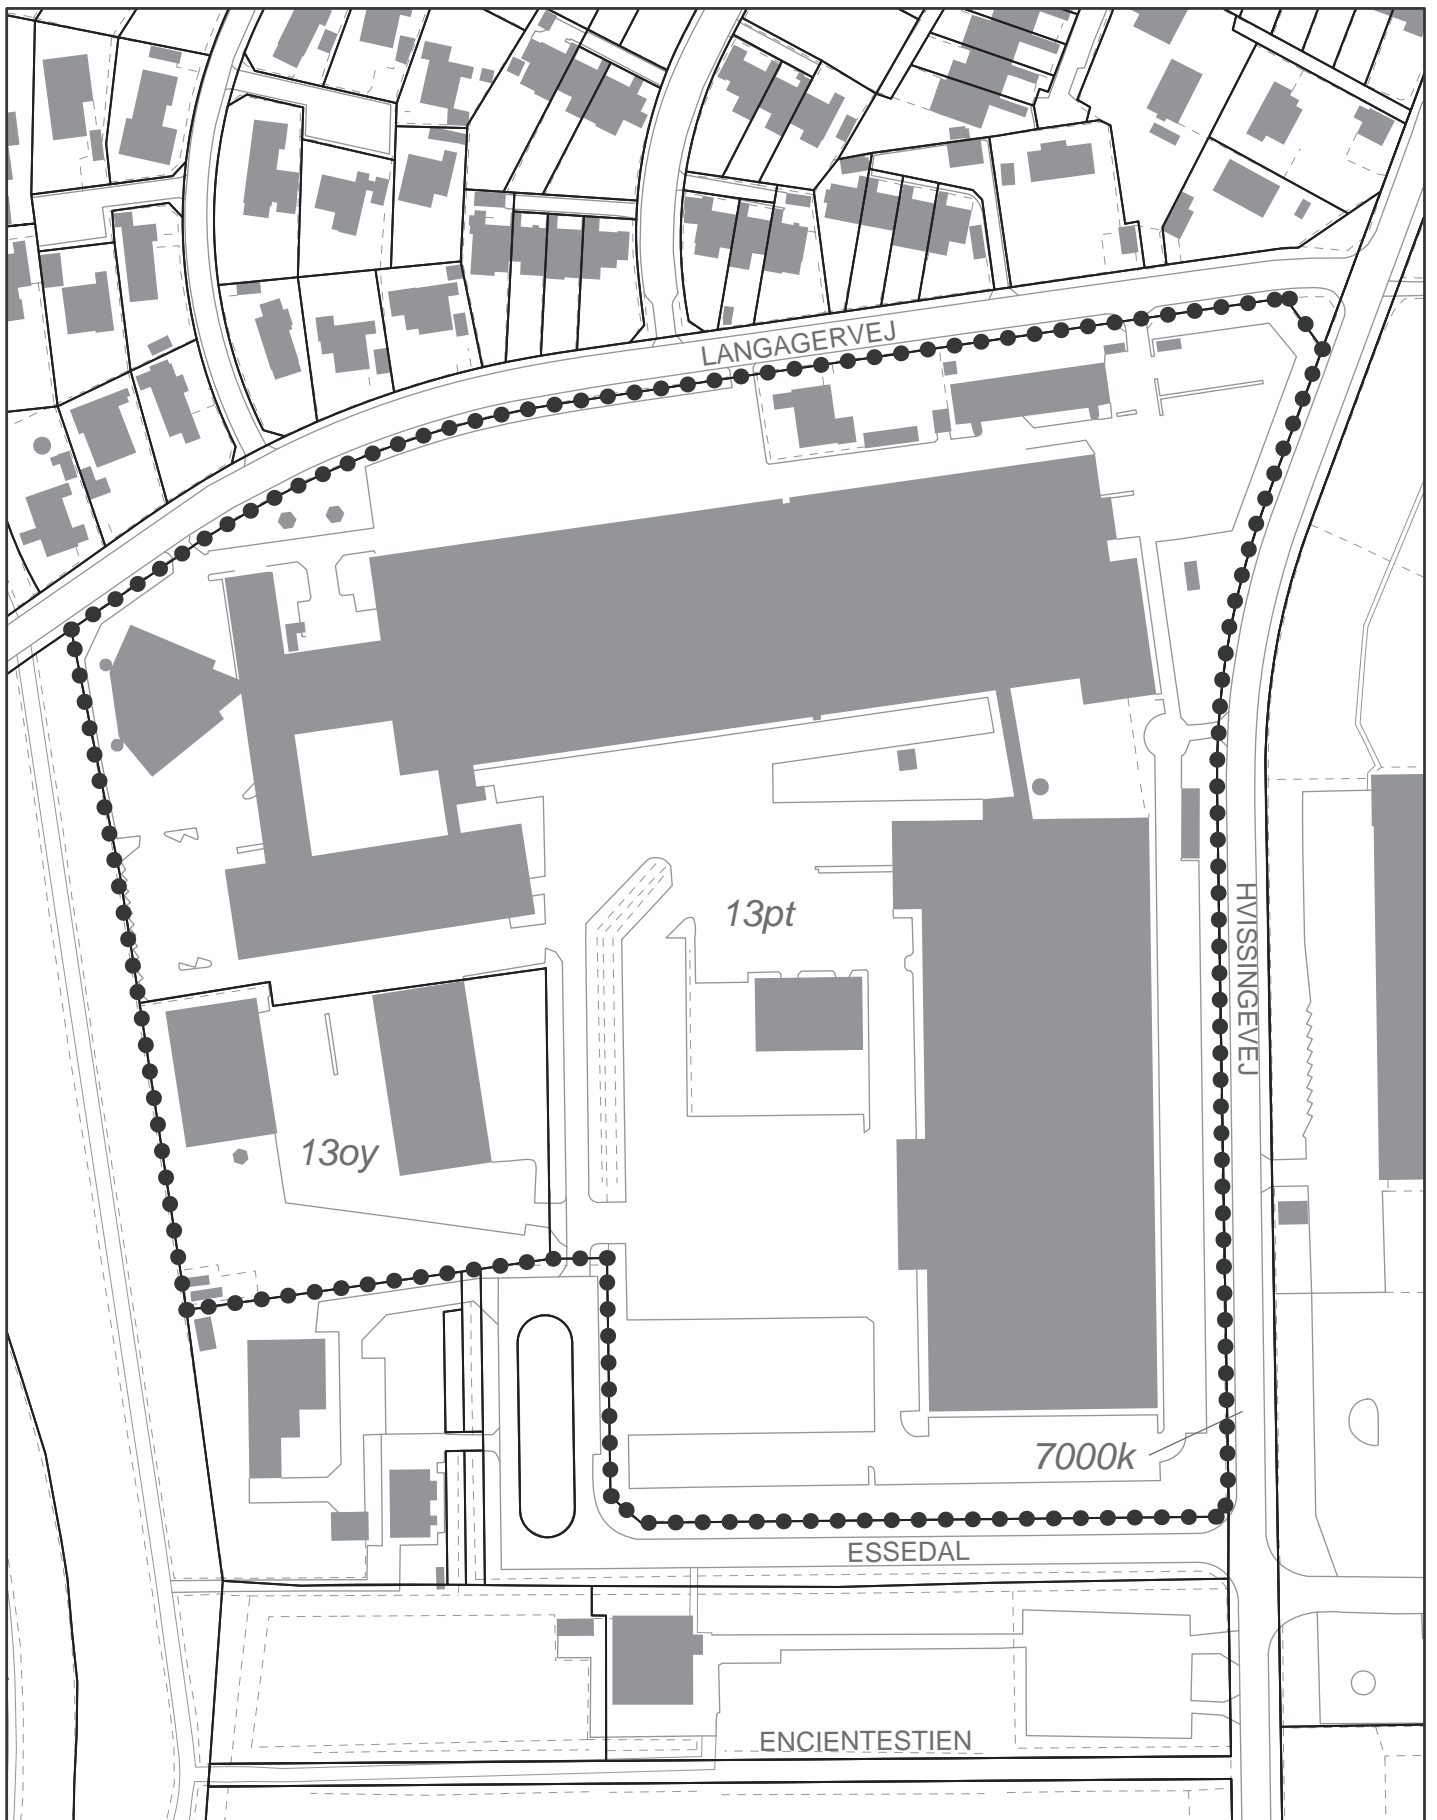 LANGAGERVEJ
13pt
HVISSINGEVEJ
13oy
7000k
ESSEDAL
ENCIENTESTIEN